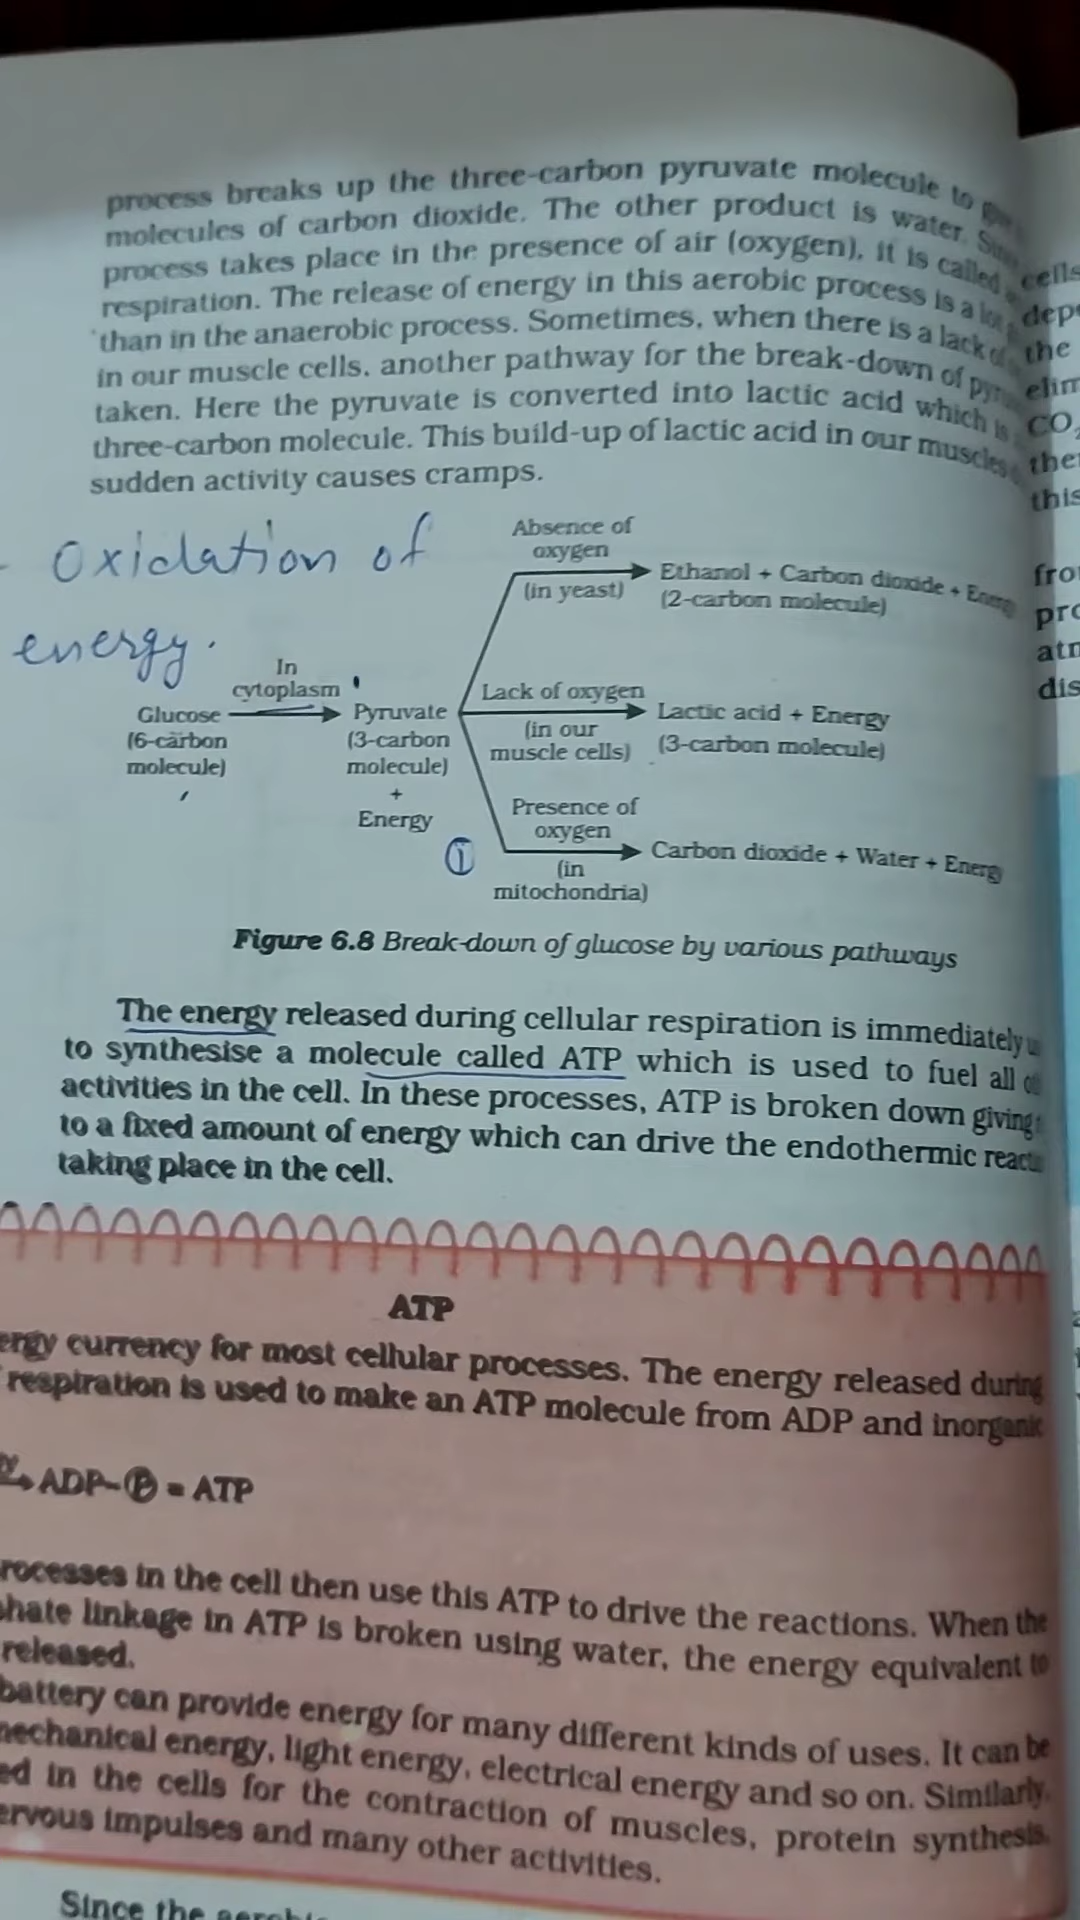 process breaks up the three-carbon pyruvate molecule to
molecules of carbon dioxide. The other product is water.
process takes place in the presence of air (oxygen), it is called
respiration. The release of energy in this aerobic process is a
than in the anaerobic process. Sometimes, when there is a lack
in our muscle cells, another pathway for the break-down of
taken. Here the pyruvate is converted into lactic acid which is
three-carbon molecule. This build-up of lactic acid in our muscles
sudden activity causes cramps.
Oxidation of
energy.
Absence of
oxygen
(in yeast)
Ethanol + Carbon dioxide + Energy
(2-carbon molecule)
In
cytoplasm
Glucose
(6-carbon
molecule)
Pyruvate
(3-carbon
molecule)
+
Energy
Lack of oxygen
(in our
muscle cells)
Lactic acid + Energy
(3-carbon molecule)
Presence of
oxygen
(in
mitochondria)
Carbon dioxide + Water + Energy
Figure 6.8 Break-down of glucose by various pathways
The energy released during cellular respiration is immediately
to synthesise a molecule called ATP which is used to fuel all
activities in the cell. In these processes, ATP is broken down giving
to a fixed amount of energy which can drive the endothermic
taking place in the cell.
ATP
currency for most cellular processes. The energy released during
respiration is used to make an ATP molecule from ADP and inorganic
ADP~P = ATP
in the cell then use this ATP to drive the reactions. When the
linkage in ATP is broken using water, the energy equivalent to
released.
battery can provide energy for many different kinds of uses. It can be
mechanical energy, light energy, electrical energy and so on. Similarly,
in the cells for the contraction of muscles, protein synthesis,
impulses and many other activities.
Since the
cells
the
CO₂
this